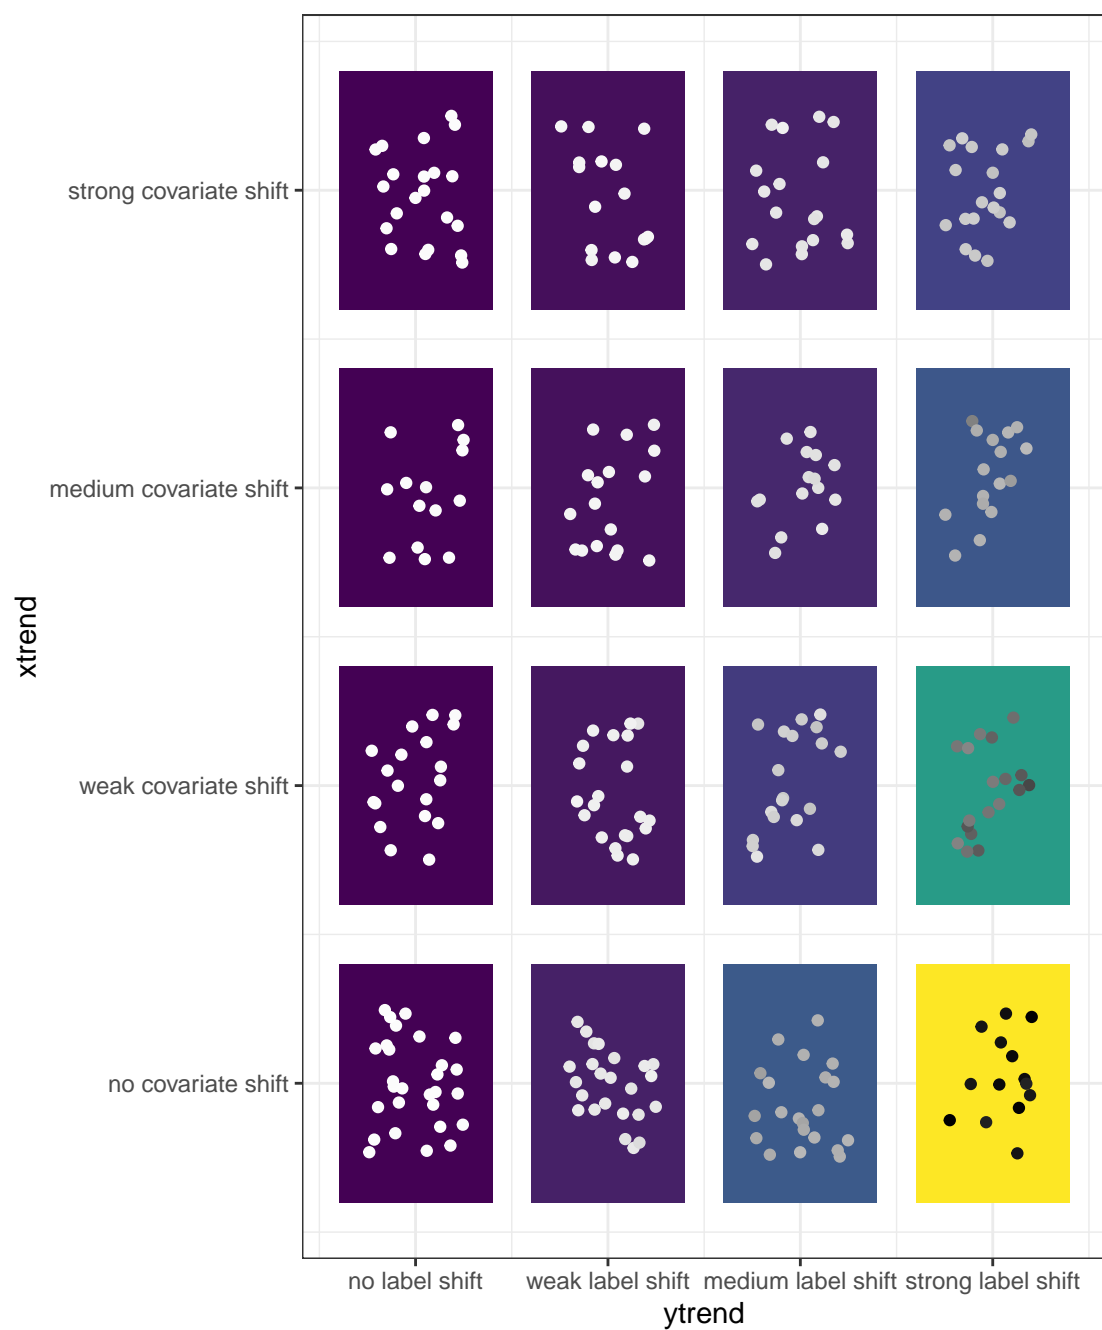 strong covariate shift
medium covariate shift
xtrend
weak covariate shift
no covariate shift
no label shift weak label shift medium label shift strong label shift
ytrend